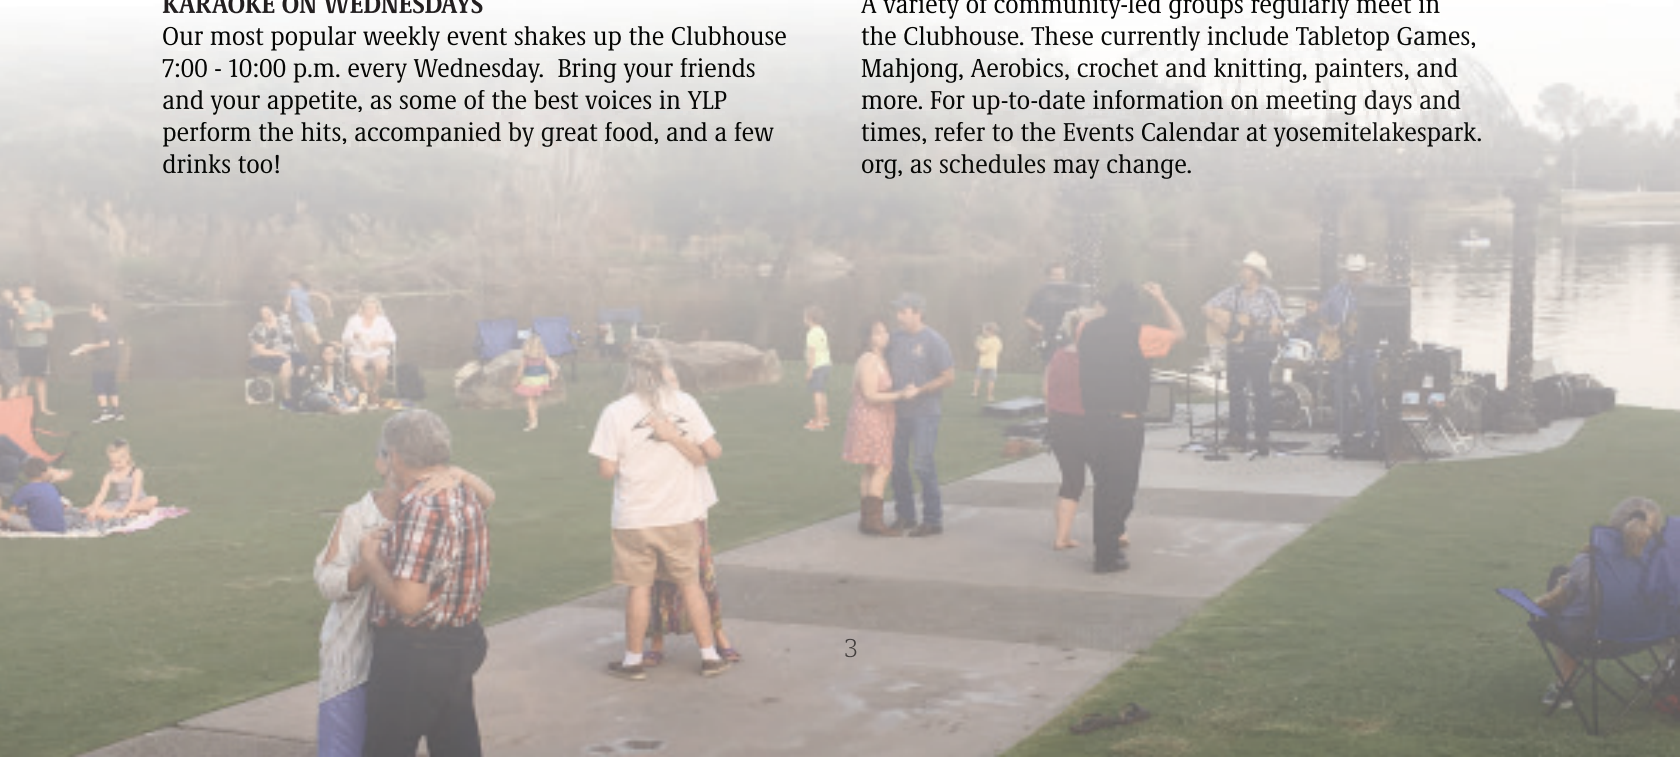 KARAOKE ON WEDNESDAYS
Our most popular weekly event shakes up the Clubhouse
7:00 - 10:00 p.m. every Wednesday.  Bring your friends
and your appetite, as some of the best voices in YLP
perform the hits, accompanied by great food, and a few
drinks too!
A variety of community-led groups regularly meet in
the Clubhouse. These currently include Tabletop Games,
Mahjong, Aerobics, crochet and knitting, painters, and
more. For up-to-date information on meeting days and
times, refer to the Events Calendar at yosemitelakespark.
org, as schedules may change.
3